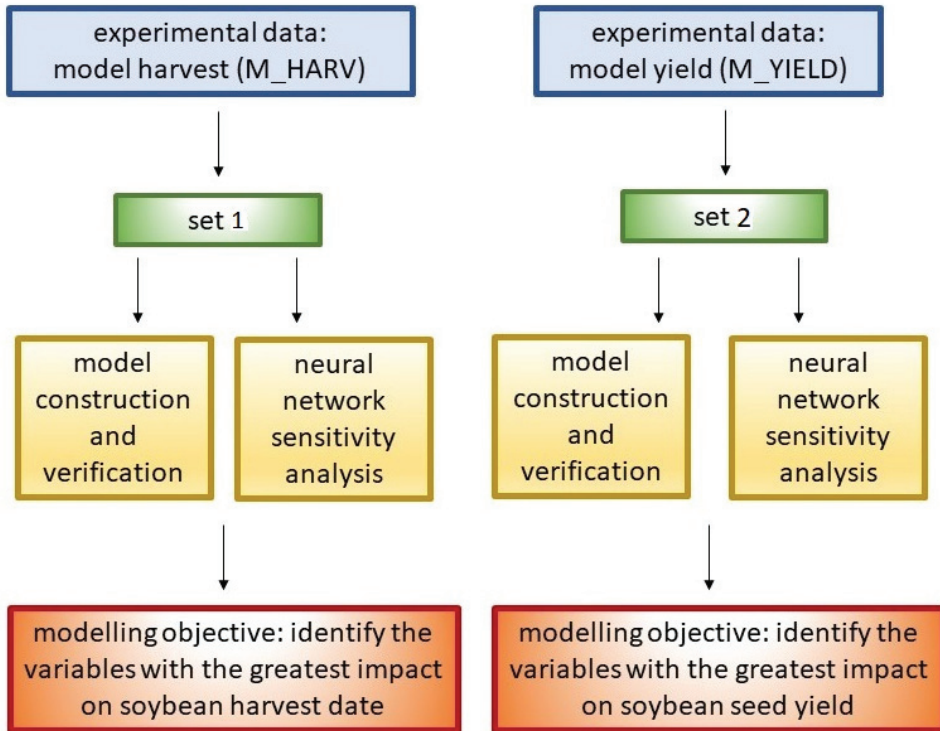 experimental data:
model harvest (M_HARV)
set 1
model
construction
and
verification
neural
network
sensitivity
analysis
modelling objective: identify the
variables with the greatest impact
on soybean harvest date
experimental data:
model yield (M_YIELD)
set 2
model
construction
and
verification
neural
network
sensitivity
analysis
modelling objective: identify the
variables with the greatest impact
on soybean seed yield